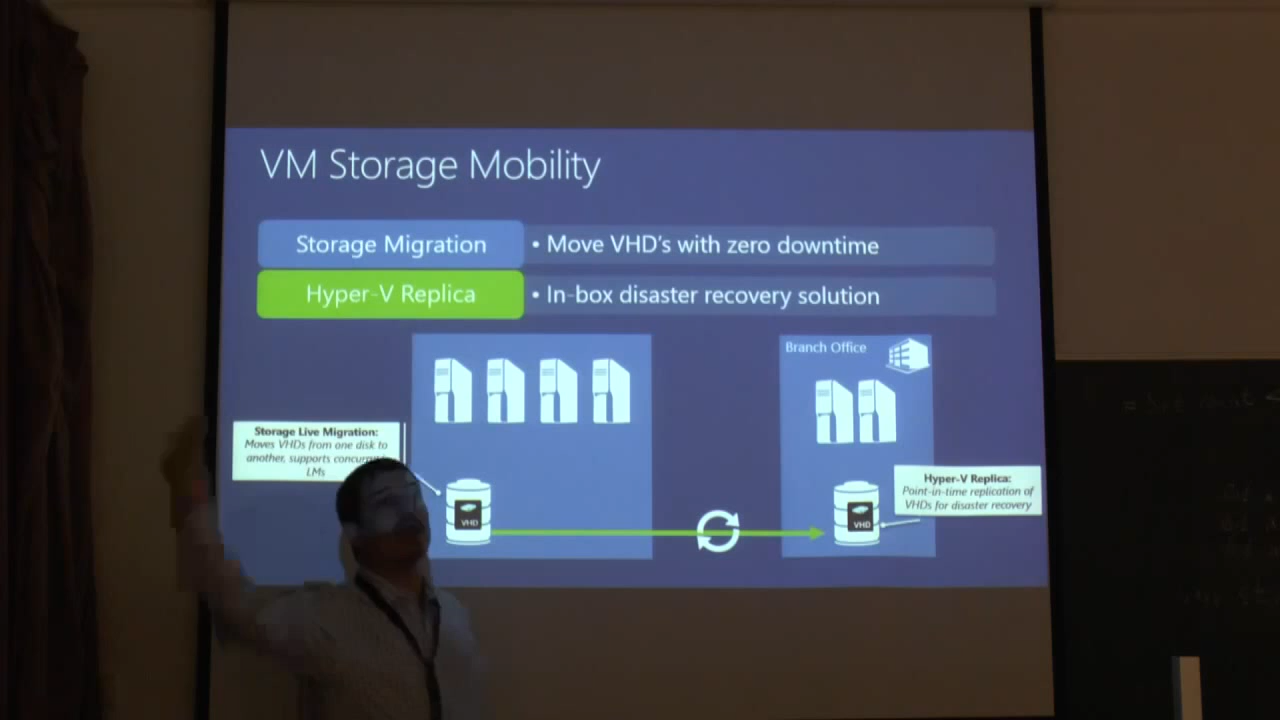 VM Storage Mobility
Storage Migration
• Move VHD's with zero downtime
Hyper-V Replica
• In-box disaster recovery solution
Branch Office
Storage Live Migration:
Moves VHDs from one disk to
another, supports
LMs
Hyper-V Replica:
Point-in-time replication of
VHDs for disaster recovery
VHD
VHD